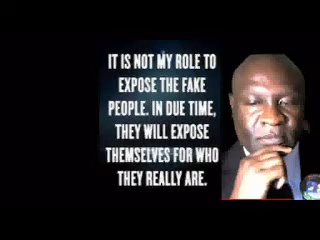 IT IS NOT MY ROLE TO
EXPOSE THE FAKE
PEOPLE. IN DUE TIME,
THEY WILL EXPOSE
THEMSELVES FOR WHO
THEY REALLY ARE.